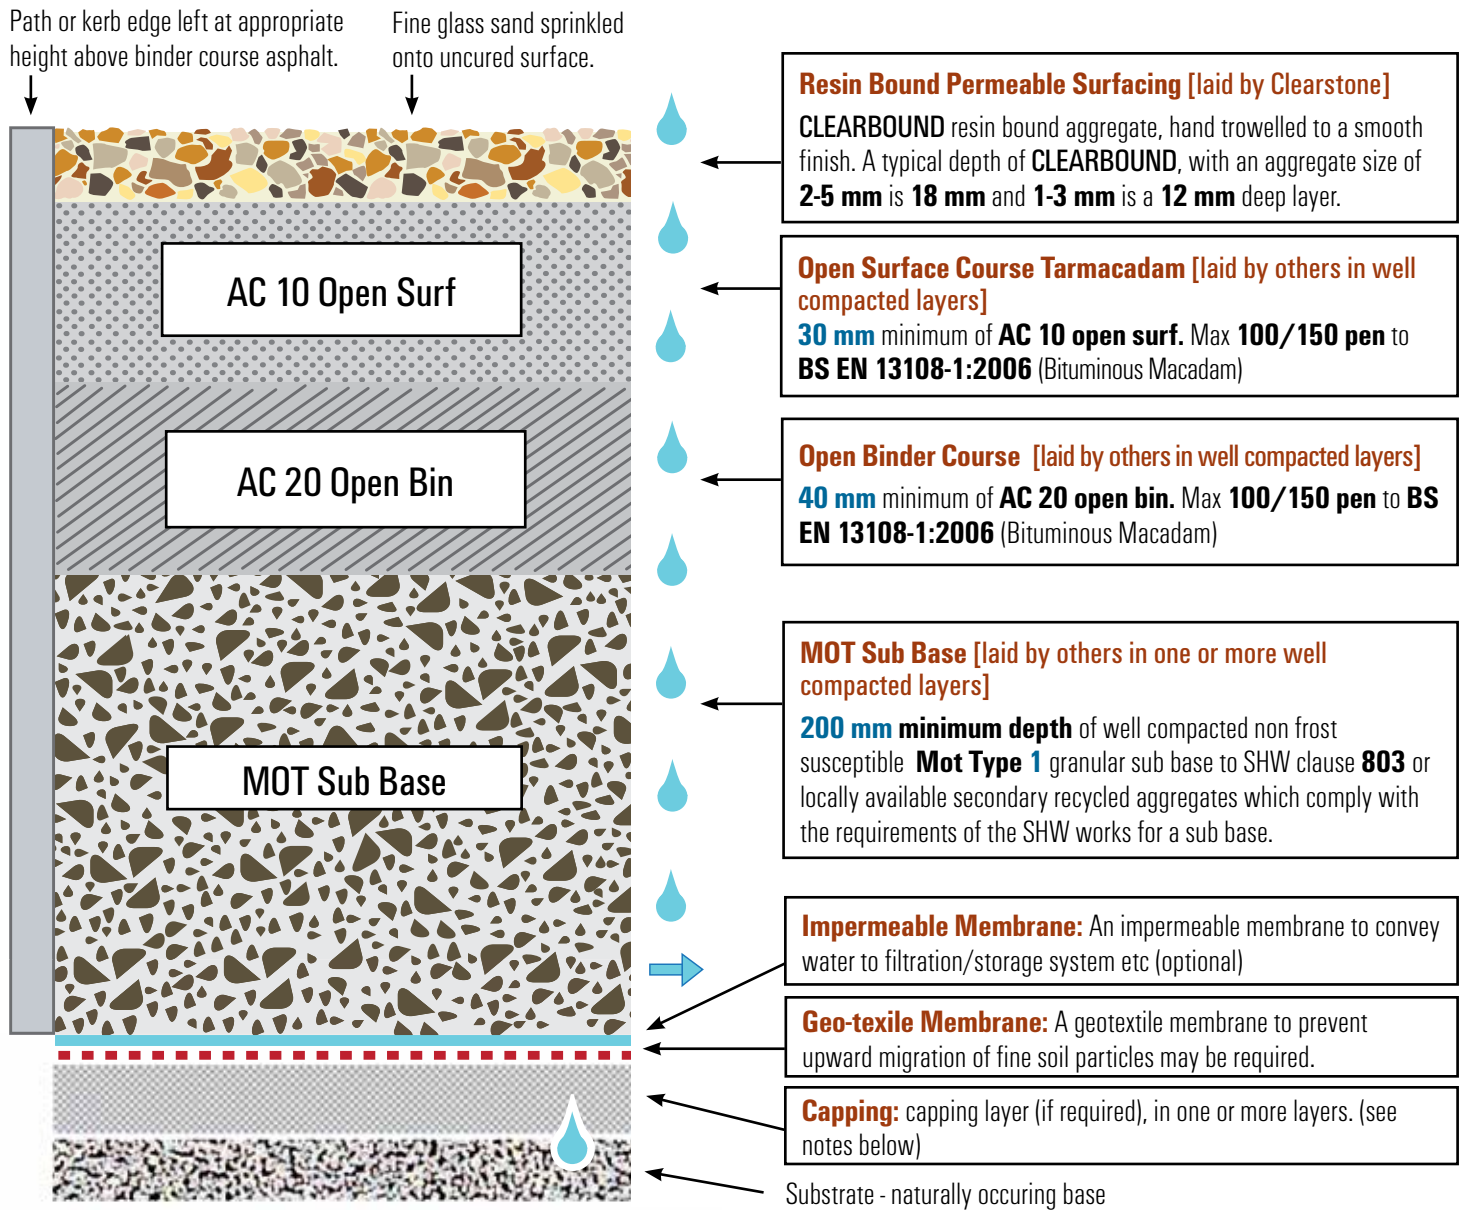 Path or kerb edge left at appropriate
height above binder course asphalt.
Fine glass sand sprinkled
onto uncured surface.
Resin Bound Permeable Surfacing [laid by Clearstone]
CLEARBOUND resin bound aggregate, hand trowelled to a smooth
finish. A typical depth of CLEARBOUND, with an aggregate size of
2-5 mm is 18 mm and 1-3 mm is a 12 mm deep layer.
AC 10 Open Surf
Open Surface Course Tarmacadam [laid by others in well
compacted layers]
30 mm minimum of AC 10 open surf. Max 100/150 pen to
BS EN 13108-1:2006 (Bituminous Macadam)
AC 20 Open Bin
Open Binder Course [laid by others in well compacted layers]
40 mm minimum of AC 20 open bin. Max 100/150 pen to BS
EN 13108-1:2006 (Bituminous Macadam)
MOT Sub Base
MOT Sub Base [laid by others in one or more well
compacted layers]
200 mm minimum depth of well compacted non frost
susceptible Mot Type 1 granular sub base to SHW clause 803 or
locally available secondary recycled aggregates which comply with
the requirements of the SHW works for a sub base.
Impermeable Membrane: An impermeable membrane to convey
water to filtration/storage system etc (optional)
Geo-texile Membrane: A geotextile membrane to prevent
upward migration of fine soil particles may be required.
Capping: capping layer (if required), in one or more layers. (see
notes below)
Substrate - naturally occuring base